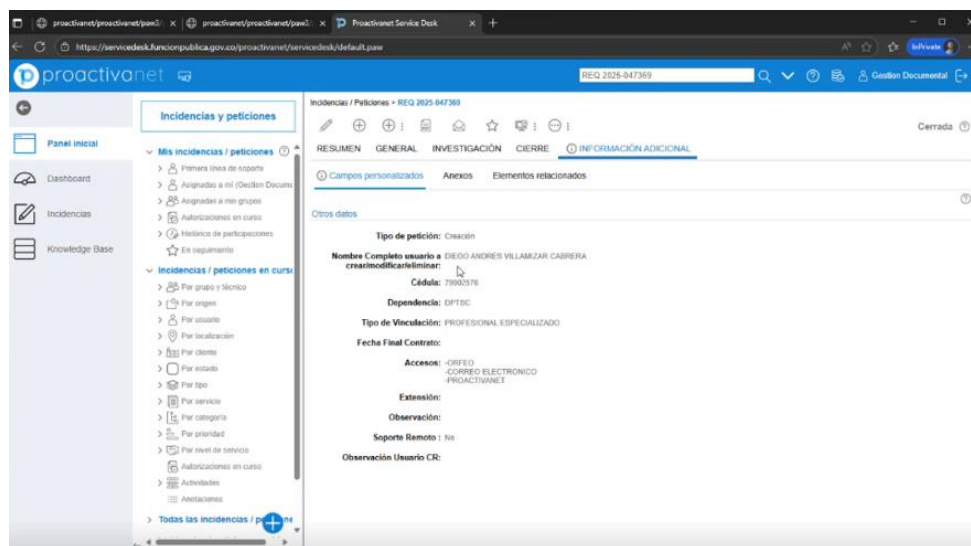 proactivanet/proactivanet/paw3/
proactivanet/proactivanet/paw3/
Proactivanet Service Desk
https://servicedesk.funcionpublica.gov.co/proactivanet/servicedesk/default.paw
InPrivate
proactivanet
REQ 2025-047369
Gestion Documental
Panel inicial
Dashboard
Incidencias
Knowledge Base
Incidencias y peticiones
Mis incidencias / peticiones
Primera línea de soporte
Asignadas a mí (Gestion Docume
Asignadas a mis grupos
Autorizaciones en curso
Histórico de participaciones
En seguimiento
Incidencias / peticiones en curso
Por grupo y técnico
Por origen
Por usuario
Por localización
Por cliente
Por estado
Por tipo
Por servicio
Por categoría
Por prioridad
Por nivel de servicio
Autorizaciones en curso
Actividades
Anotaciones
Todas las incidencias /
Incidencias / Peticiones > REQ 2025-047369
Cerrada
RESUMEN GENERAL INVESTIGACIÓN CIERRE INFORMACIÓN ADICIONAL
Campos personalizados Anexos Elementos relacionados
Otros datos
Tipo de petición: Creación
Nombre Completo usuario a crear/modificar/eliminar: DIEGO ANDRES VILLAMIZAR CABRERA
Cédula: 79902576
Dependencia: DPTSC
Tipo de Vinculación: PROFESIONAL ESPECIALIZADO
Fecha Final Contrato:
Accesos: -ORFEO
-CORREO ELECTRONICO
-PROACTIVANET
Extensión:
Observación:
Soporte Remoto : No
Observación Usuario CR: